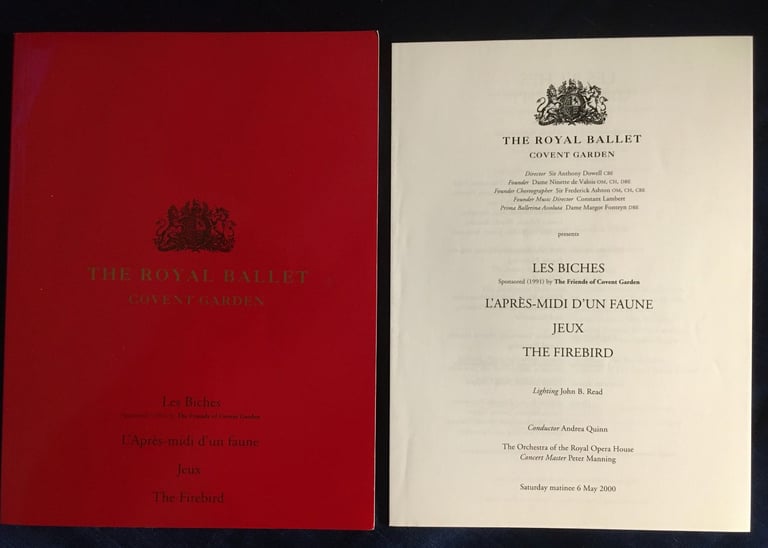 THE ROYAL BALLET
COVENT GARDEN
Les Biches
The Friends of Covent Garden
L'Après-midi d'un faune
Jeux
The Firebird
THE ROYAL BALLET
COVENT GARDEN
Director Sir Anthony Dowell CBE
Founder Dame Ninette de Valois OM, CH, DBE
Founder Choreographer Sir Frederick Ashton OM, CH, CBE
Founder Music Director Constant Lambert
Prima Ballerina Assoluta Dame Margot Fonteyn DBE
presents
LES BICHES
Sponsored (1991) by The Friends of Covent Garden
L'APRÈS-MIDI D'UN FAUNE
JEUX
THE FIREBIRD
Lighting John B. Read
Conductor Andrea Quinn
The Orchestra of the Royal Opera House
Concert Master Peter Manning
Saturday matinee 6 May 2000